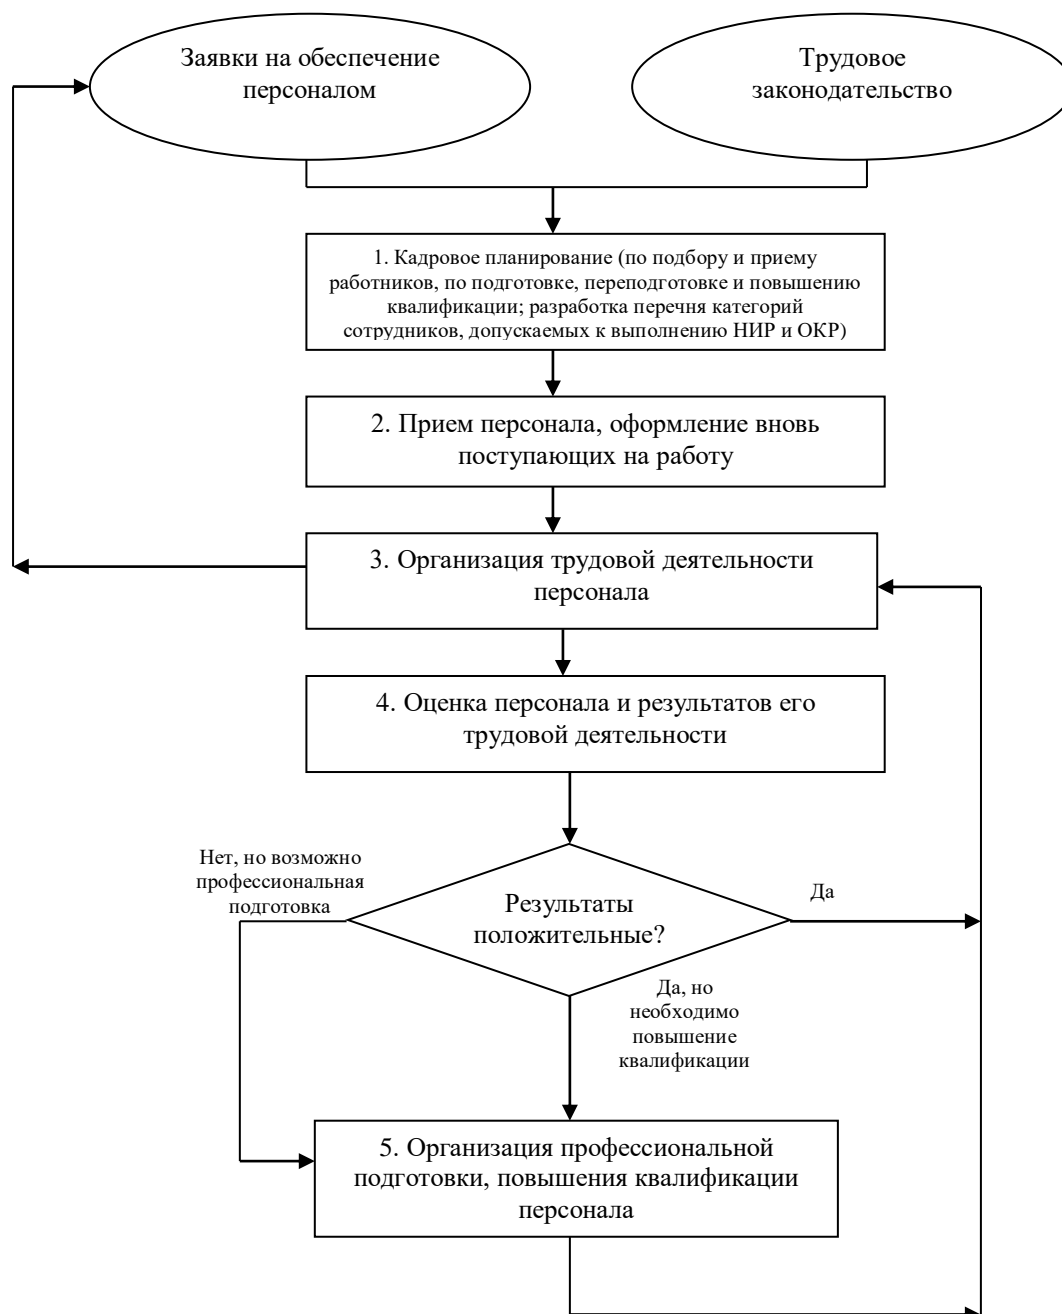 Заявки на обеспечение
персоналом
Трудовое
законодательство
1. Кадровое планирование (по подбору и приему
работников, по подготовке, переподготовке и повышению
квалификации; разработка перечня категорий
сотрудников, допускаемых к выполнению НИР и ОКР)
2. Прием персонала, оформление вновь
поступающих на работу
3. Организация трудовой деятельности
персонала
4. Оценка персонала и результатов его
трудовой деятельности
Нет, но возможно
профессиональная
подготовка
Результаты
положительные?
Да
Да, но
необходимо
повышение
квалификации
5. Организация профессиональной
подготовки, повышения квалификации
персонала